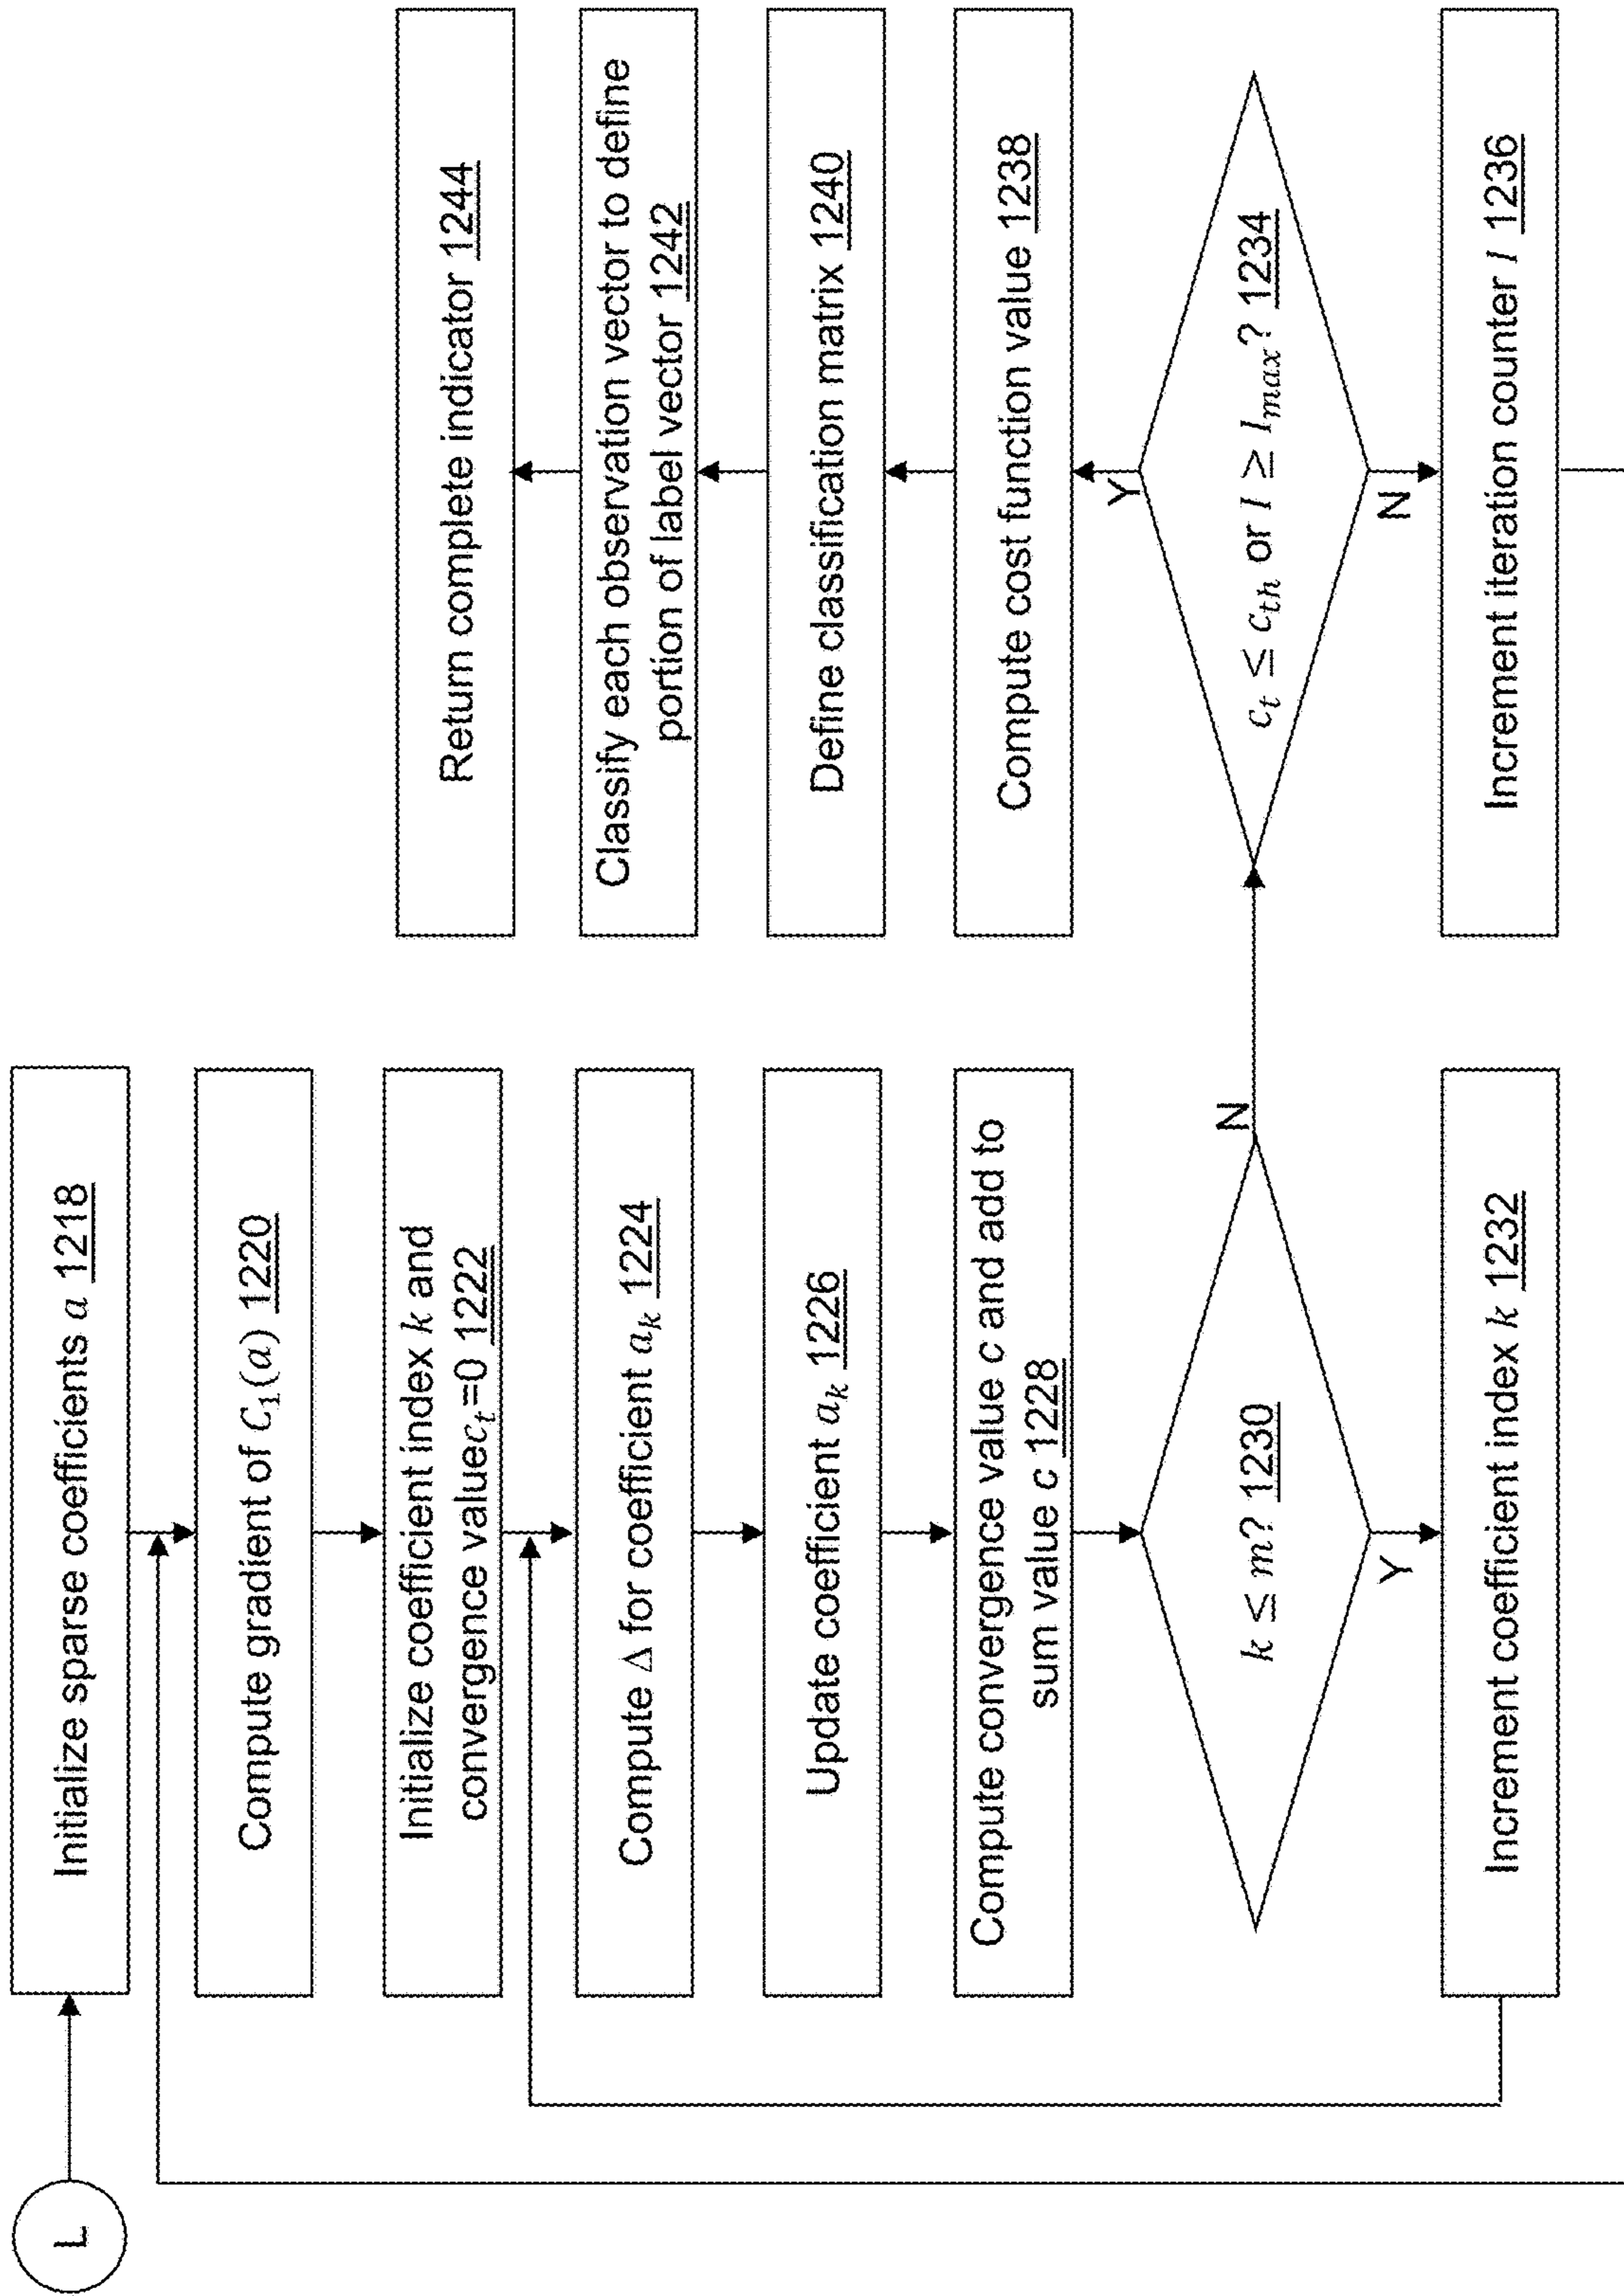 L
Initialize sparse coefficients a 1218
Compute gradient of C₁(a) 1220
Initialize coefficient index k and
convergence valuecₜ=0 1222
Compute Δ for coefficient aₖ 1224
Update coefficient aₖ 1226
Compute convergence value c and add to
sum value c 1228
k ≤ m? 1230
N
Y
Increment coefficient index k 1232
Return complete indicator 1244
Classify each observation vector to define
portion of label vector 1242
Define classification matrix 1240
Compute cost function value 1238
Y
c_t ≤ c_th or I ≥ I_max? 1234
N
Increment iteration counter I 1236